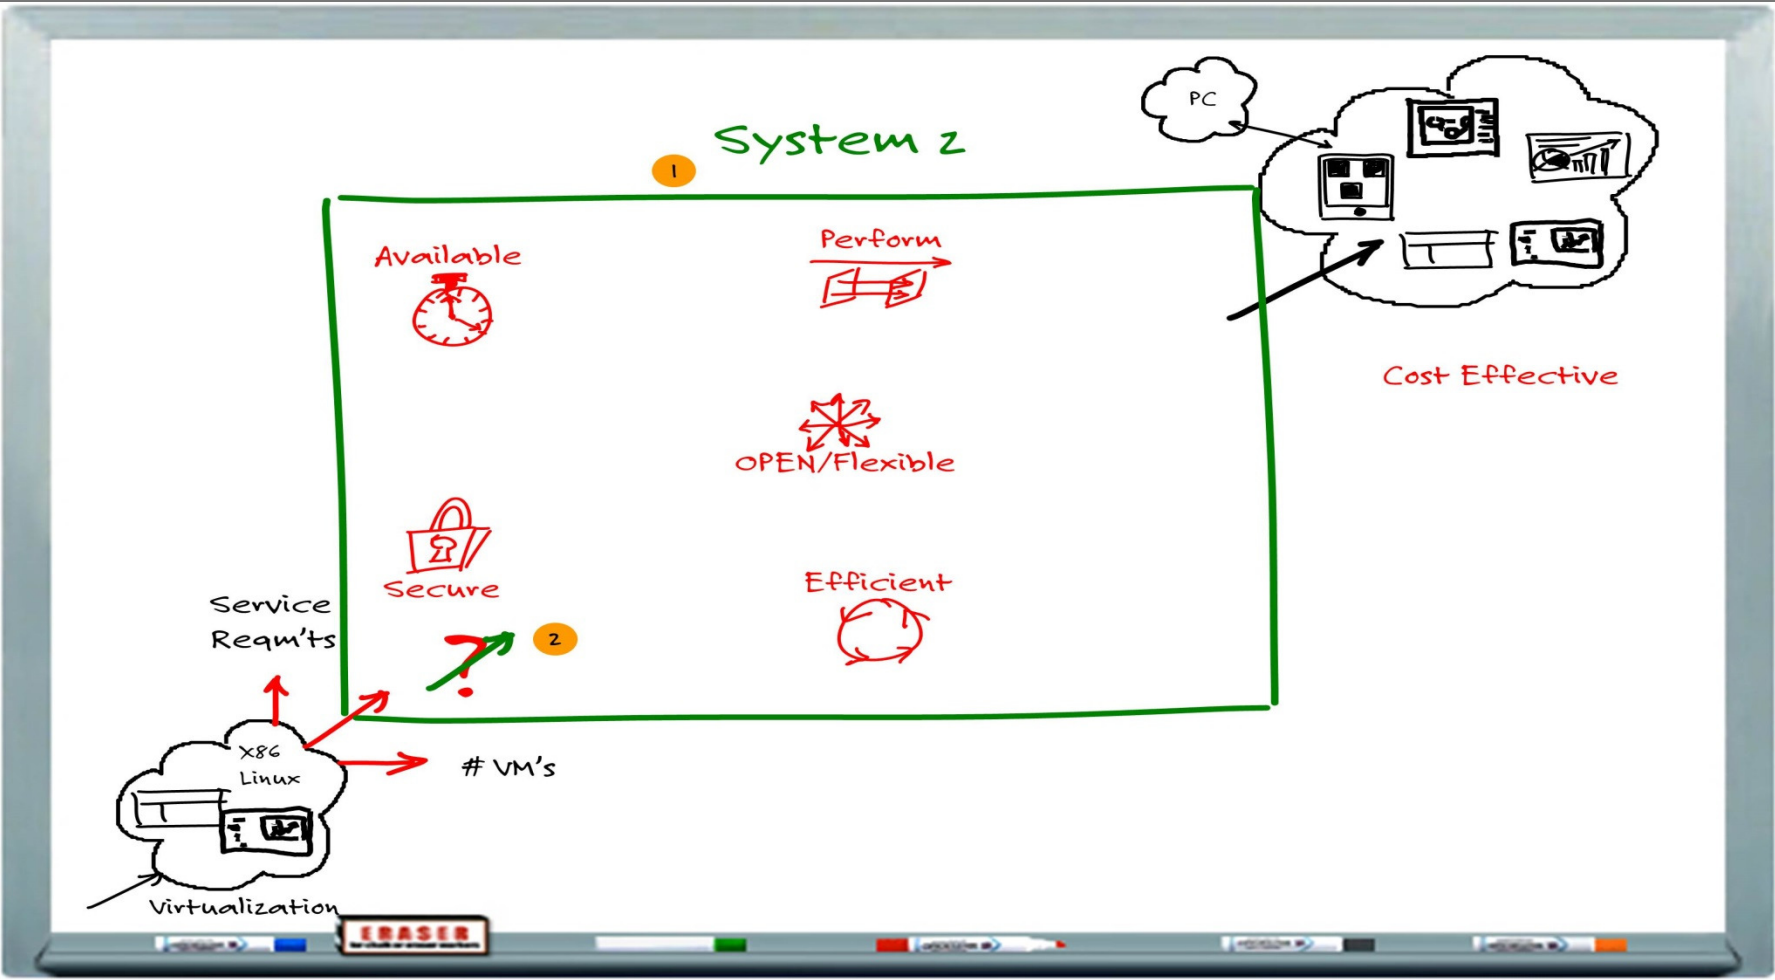 PC
System z
1
Available
Perform
Cost Effective
OPEN/Flexible
Secure
Efficient
Service
Reqm'ts
?
2
X86
Linux
# VM's
Virtualization
ERASER